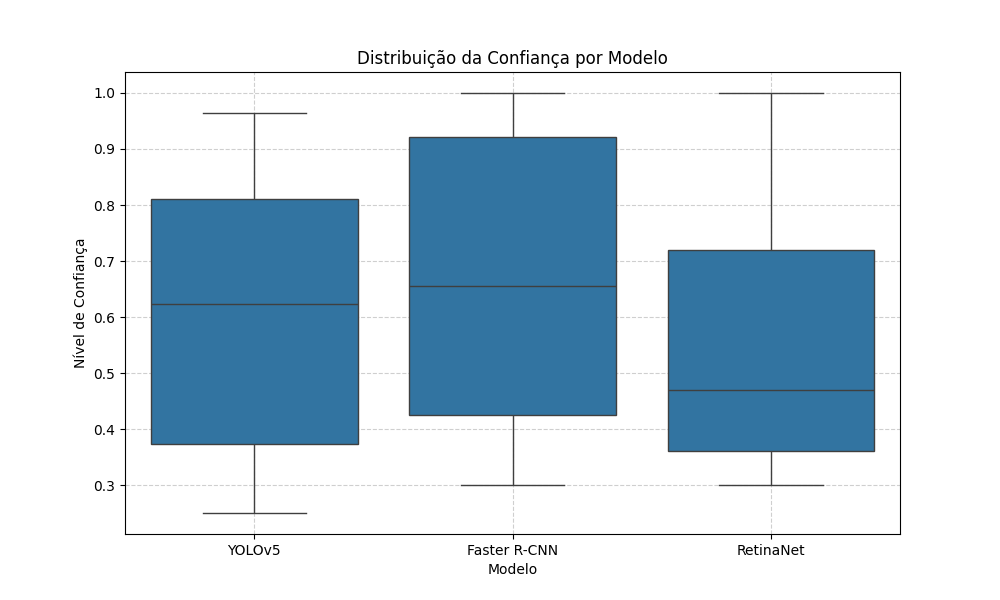 Distribuição da Confiança por Modelo
Nível de Confiança
1.0
0.9
0.8
0.7
0.6
0.5
0.4
0.3
YOLOv5
Faster R-CNN
RetinaNet
Modelo